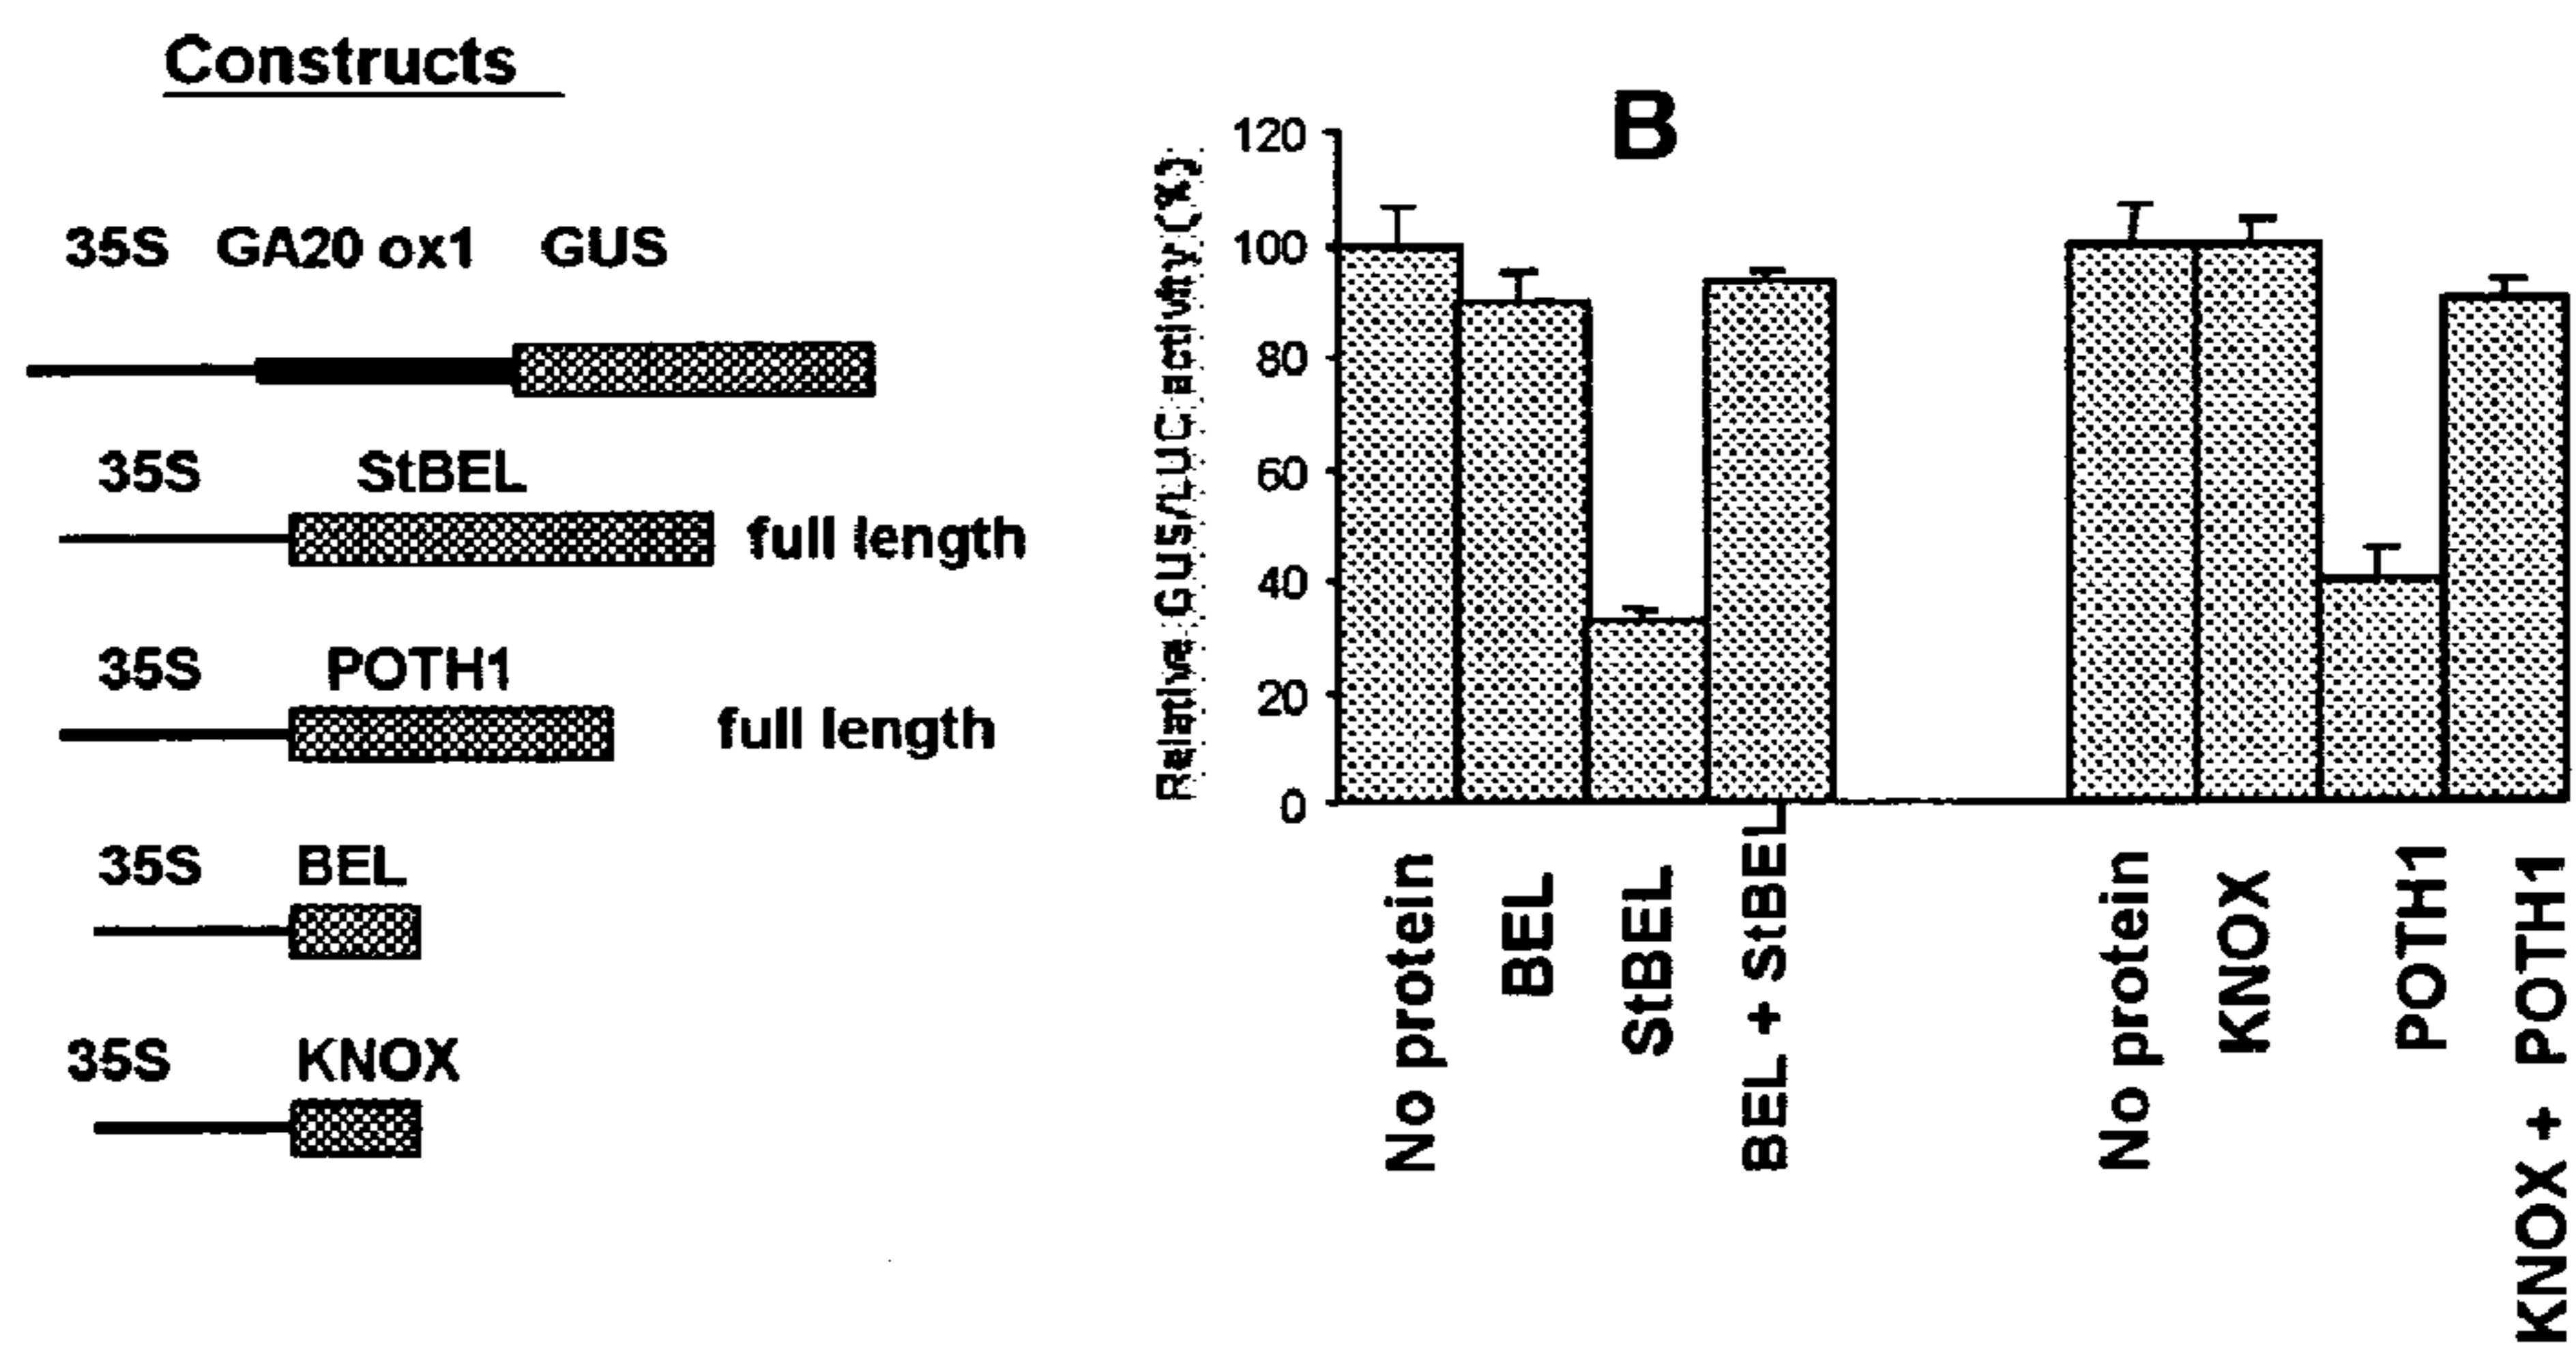 Constructs
35S GA20 ox1 GUS
35S StBEL
full length
35S POTH1
full length
35S BEL
35S KNOX
B
Relative GUS/LUC activity (%)
120
100
80
60
40
20
0
No protein
BEL
StBEL
BEL + StBEL
No protein
KNOX
POTH1
KNOX + POTH1